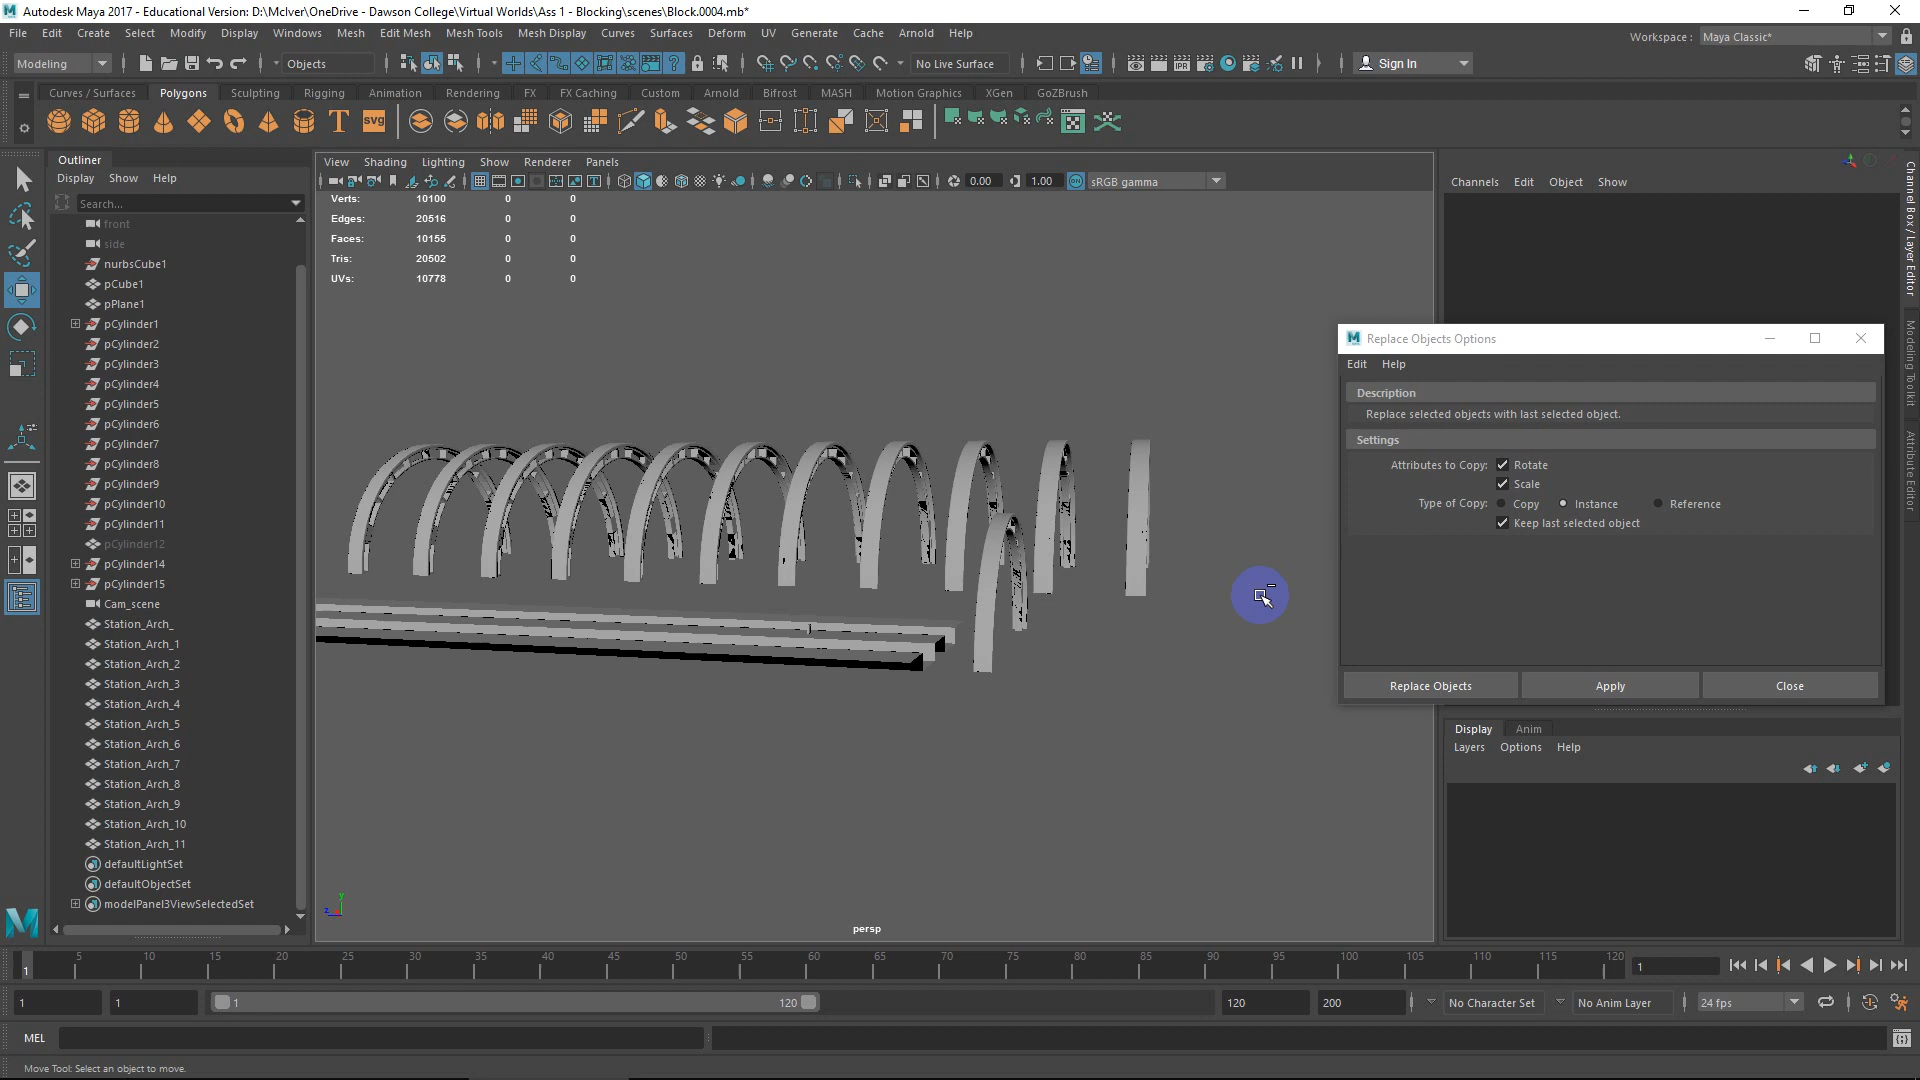 Autodesk Maya 2017 - Educational Version: D:\McIver\OneDrive - Dawson College\Virtual Worlds\Ass 1 - Blocking\scenes\Block.0004.mb*
File Edit Create Select Modify Display Windows Mesh Edit Mesh Mesh Tools Mesh Display Curves Surfaces Deform UV Generate Cache Arnold Help
Workspace : Maya Classic*
Modeling Objects No Live Surface Sign In
Curves / Surfaces Polygons Sculpting Rigging Animation Rendering FX FX Caching Custom Arnold Bifrost MASH Motion Graphics XGen GoZBrush
T SVG
IPR
Outliner
Display Show Help
Search...
front
side
nurbsCube1
pCube1
pPlane1
pCylinder1
pCylinder2
pCylinder3
pCylinder4
pCylinder5
pCylinder6
pCylinder7
pCylinder8
pCylinder9
pCylinder10
pCylinder11
pCylinder12
pCylinder14
pCylinder15
Cam_scene
Station_Arch_
Station_Arch_1
Station_Arch_2
Station_Arch_3
Station_Arch_4
Station_Arch_5
Station_Arch_6
Station_Arch_7
Station_Arch_8
Station_Arch_9
Station_Arch_10
Station_Arch_11
defaultLightSet
defaultObjectSet
modelPanel3ViewSelectedSet
View Shading Lighting Show Renderer Panels
0.00 1.00 sRGB gamma
Verts: 10100 0 0
Edges: 20516 0 0
Faces: 10155 0 0
Tris: 20502 0 0
UVs: 10778 0 0
y
z
persp
Channels Edit Object Show
Channel Box / Layer Editor
Modeling Toolkit
Attribute Editor
Replace Objects Options
Edit Help
Description
Replace selected objects with last selected object.
Settings
Attributes to Copy: Rotate
Scale
Type of Copy: Copy Instance Reference
Keep last selected object
Replace Objects Apply Close
Display Anim
Layers Options Help
1 5 10 15 20 25 30 35 40 45 50 55 60 65 70 75 80 85 90 95 100 105 110 115 120 1
1 1 1 120 120 200 No Character Set No Anim Layer 24 fps
MEL
Move Tool: Select an object to move.